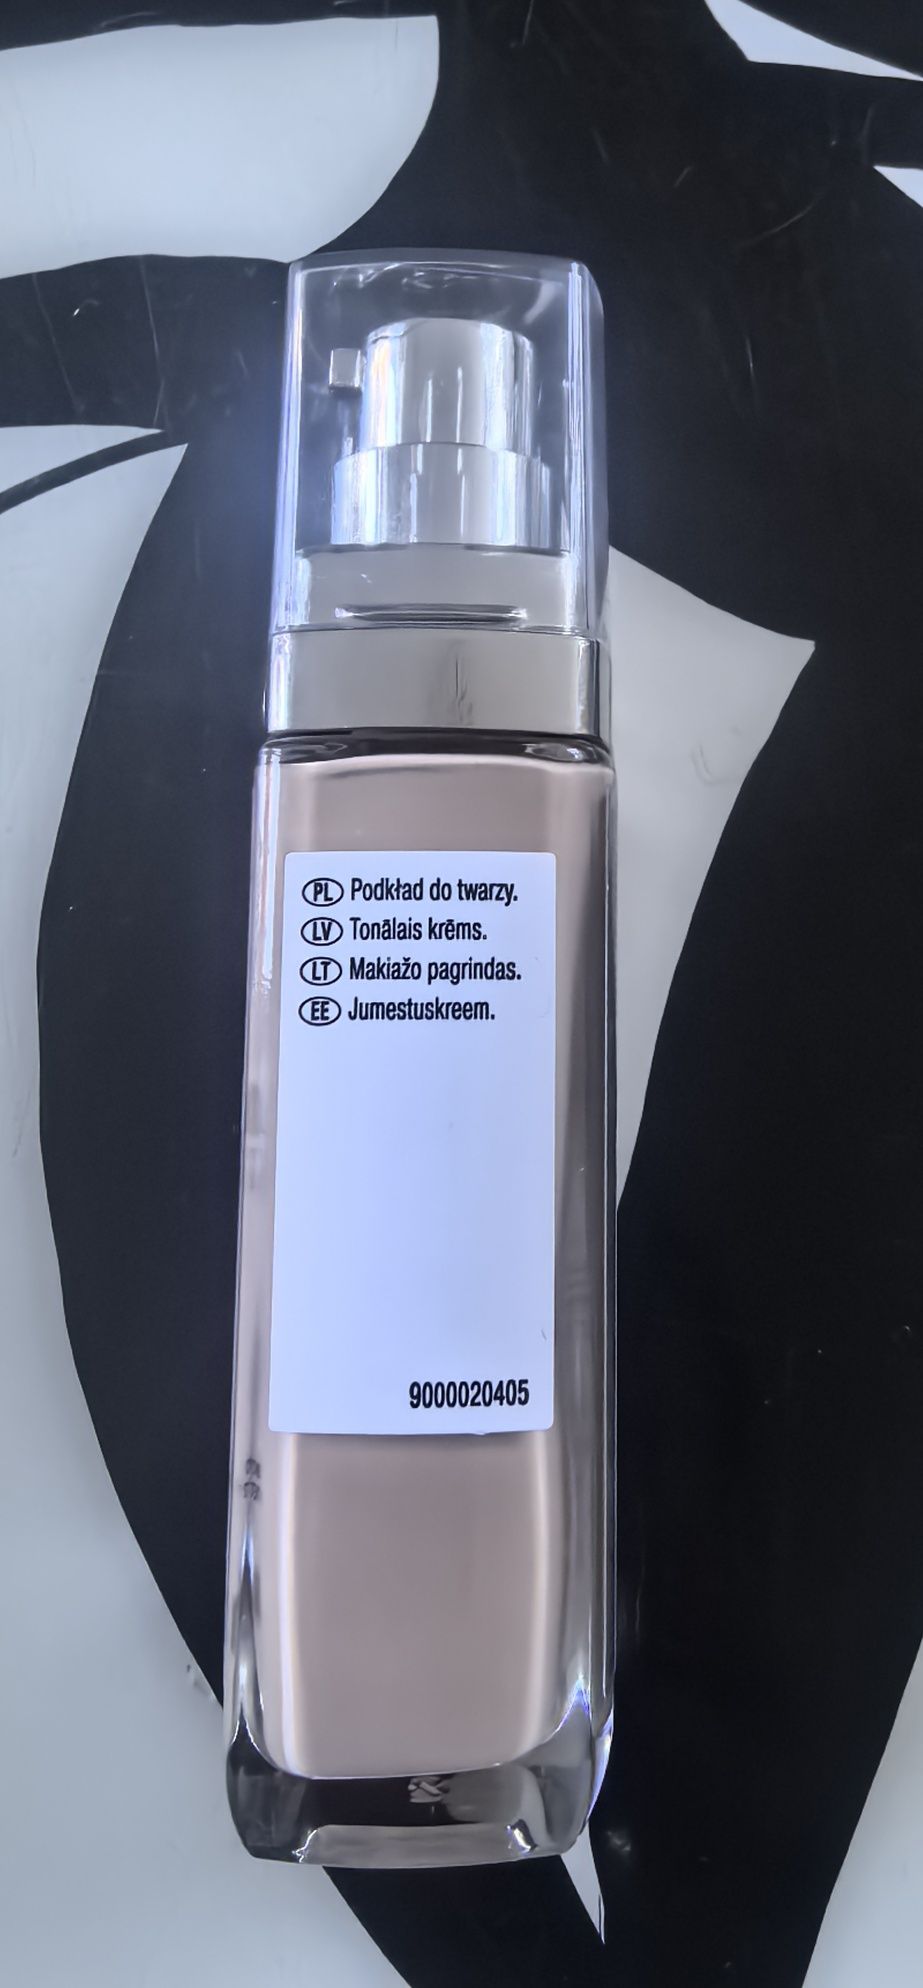 PL Podkład do twarzy.
LV Tonālais krēms.
LT Makiažo pagrindas.
EE Jumestuskreem.
9000020405